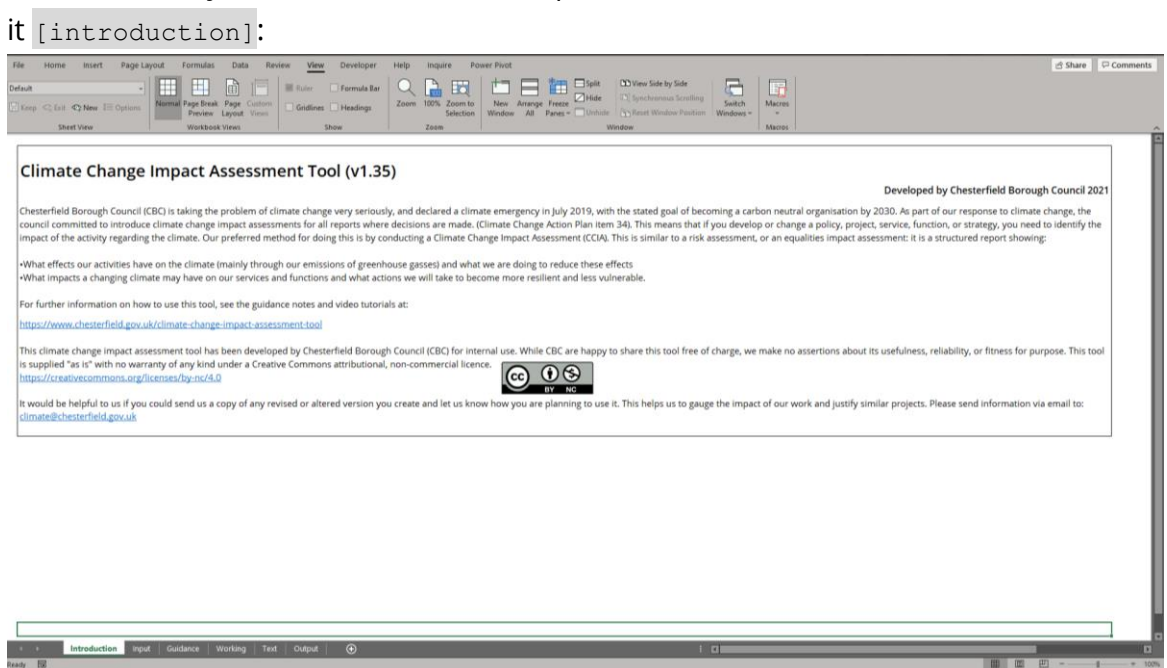 it [introduction]:
File Home Insert Page Layout Formulas Data Review View Developer Help Inquire Power Pivot Share Comments
Default
Keep Exit New Options
Normal Page Break Preview Page Layout Custom Views
Ruler Formula Bar
Gridlines Headings
Zoom 100% Zoom to Selection
New Window Arrange All Freeze Panes
Split
Hide
Unhide
View Side by Side
Synchronous Scrolling
Reset Window Position
Switch Windows
Macros
Sheet View Workbook Views Show Zoom Window Macros
Climate Change Impact Assessment Tool (v1.35)
Developed by Chesterfield Borough Council 2021
Chesterfield Borough Council (CBC) is taking the problem of climate change very seriously, and declared a climate emergency in July 2019, with the stated goal of becoming a carbon neutral organisation by 2030. As part of our response to climate change, the
council committed to introduce climate change impact assessments for all reports where decisions are made. (Climate Change Action Plan item 34). This means that if you develop or change a policy, project, service, function, or strategy, you need to identify the
impact of the activity regarding the climate. Our preferred method for doing this is by conducting a Climate Change Impact Assessment (CCIA). This is similar to a risk assessment, or an equalities impact assessment: it is a structured report showing:
•What effects our activities have on the climate (mainly through our emissions of greenhouse gasses) and what we are doing to reduce these effects
•What impacts a changing climate may have on our services and functions and what actions we will take to become more resilient and less vulnerable.
For further information on how to use this tool, see the guidance notes and video tutorials at:
https://www.chesterfield.gov.uk/climate-change-impact-assessment-tool
This climate change impact assessment tool has been developed by Chesterfield Borough Council (CBC) for internal use. While CBC are happy to share this tool free of charge, we make no assertions about its usefulness, reliability, or fitness for purpose. This tool
is supplied "as is" with no warranty of any kind under a Creative Commons attributional, non-commercial licence.
https://creativecommons.org/licenses/by-nc/4.0
cc BY NC
It would be helpful to us if you could send us a copy of any revised or altered version you create and let us know how you are planning to use it. This helps us to gauge the impact of our work and justify similar projects. Please send information via email to:
climate@chesterfield.gov.uk
Introduction Input Guidance Working Text Output
Ready 100%